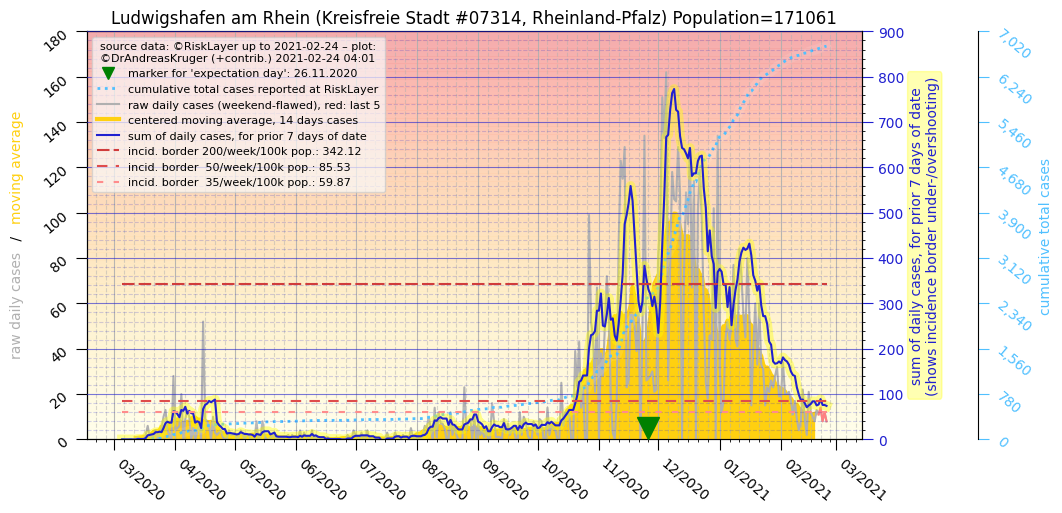 Ludwigshafen am Rhein (Kreisfreie Stadt #07314, Rheinland-Pfalz) Population=171061
source data: ©RiskLayer up to 2021-02-24 – plot:
©DrAndreasKruger (+contrib.) 2021-02-24 04:01
marker for 'expectation day': 26.11.2020
cumulative total cases reported at RiskLayer
raw daily cases (weekend-flawed), red: last 5
centered moving average, 14 days cases
sum of daily cases, for prior 7 days of date
incid. border 200/week/100k pop.: 342.12
incid. border  50/week/100k pop.: 85.53
incid. border  35/week/100k pop.: 59.87
raw daily cases / moving average
180
160
140
120
100
80
60
40
20
0
03/2020
04/2020
05/2020
06/2020
07/2020
08/2020
09/2020
10/2020
11/2020
12/2020
01/2021
02/2021
03/2021
900
800
700
600
500
400
300
200
100
0
sum of daily cases, for prior 7 days of date
(shows incidence border under-/overshooting)
7,020
6,240
5,460
4,680
3,900
3,120
2,340
1,560
780
0
cumulative total cases